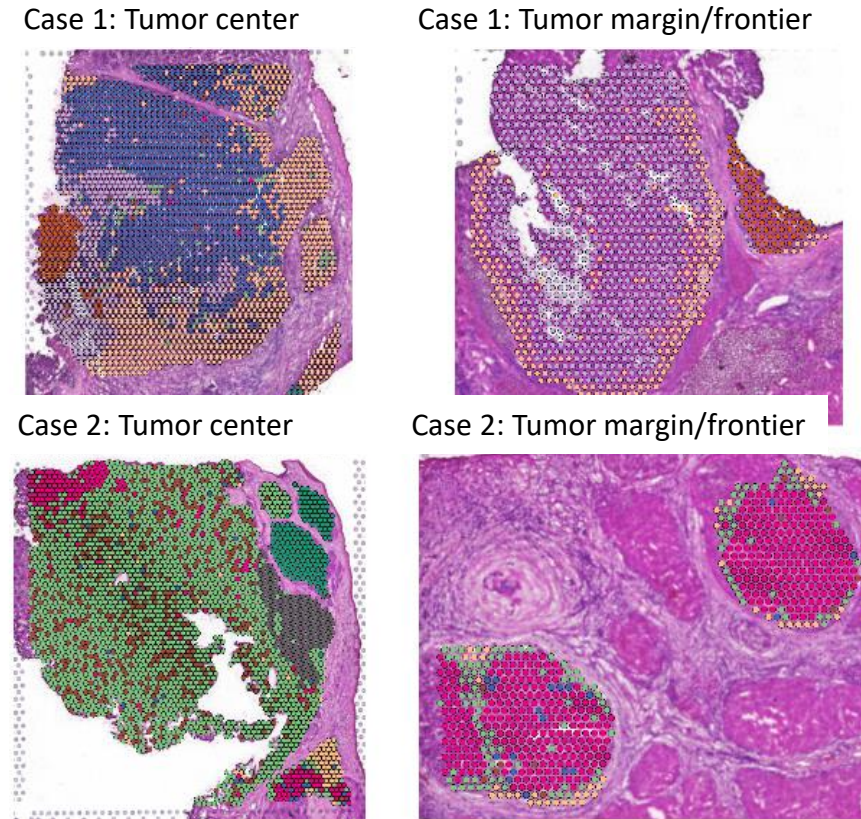 Case 1: Tumor center
Case 1: Tumor margin/frontier
Case 2: Tumor center
Case 2: Tumor margin/frontier